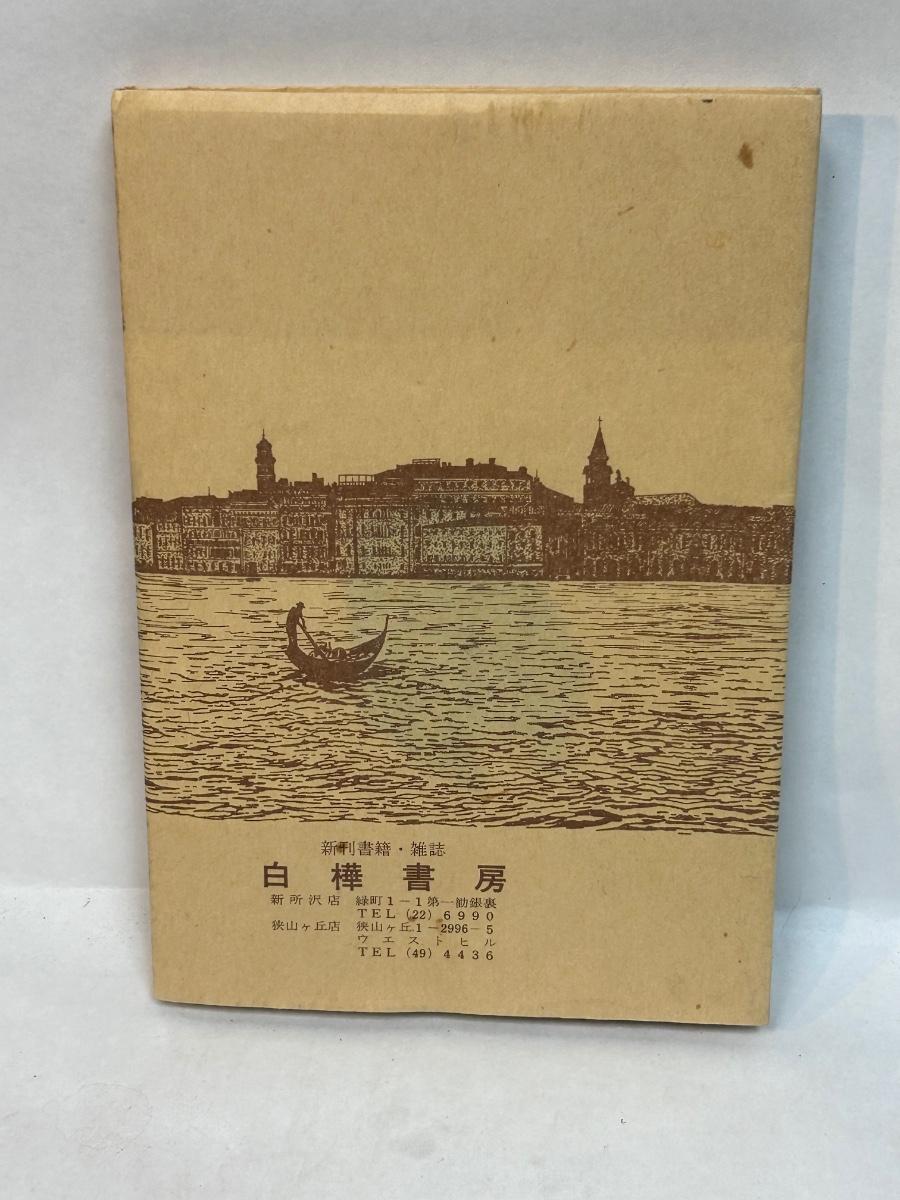 新刊書籍・雑誌
白樺書房
新所沢店 緑町1-1第一勧銀裏
TEL (22) 6990
狭山ヶ丘店 狭山ヶ丘1-2996-5
ウエストヒル
TEL (49) 4436